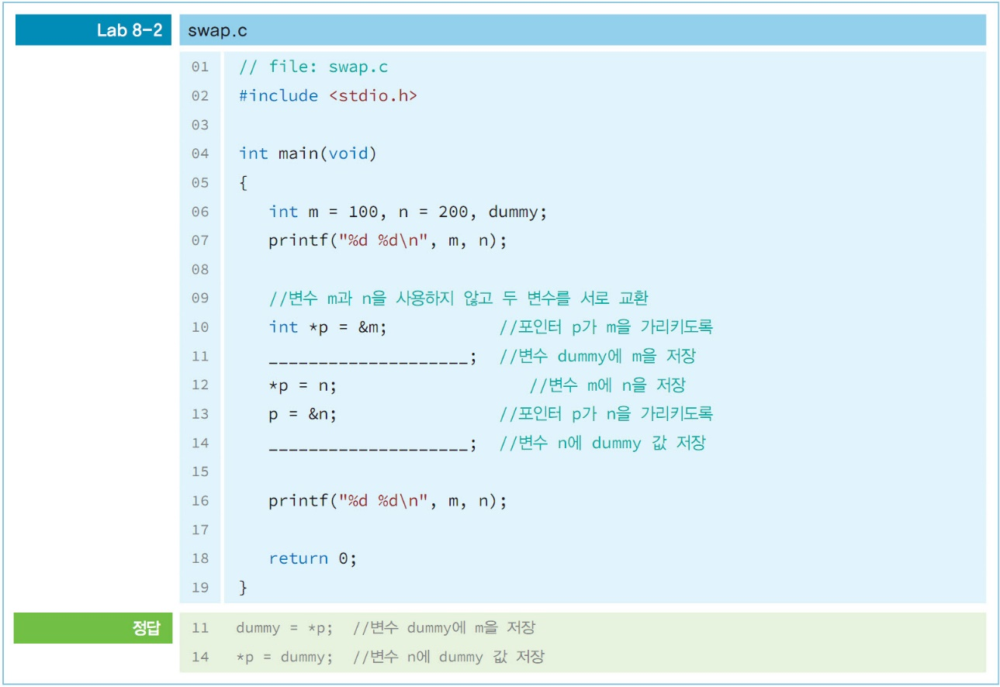 Lab 8-2 swap.c
01 // file: swap.c
02 #include <stdio.h>
03
04 int main(void)
05 {
06 int m = 100, n = 200, dummy;
07 printf("%d %d\n", m, n);
08
09 //변수 m과 n을 사용하지 않고 두 변수를 서로 교환
10 int *p = &m; //포인터 p가 m을 가리키도록
11 ____________________; //변수 dummy에 m을 저장
12 *p = n; //변수 m에 n을 저장
13 p = &n; //포인터 p가 n을 가리키도록
14 ____________________; //변수 n에 dummy 값 저장
15
16 printf("%d %d\n", m, n);
17
18 return 0;
19 }
정답 11 dummy = *p; //변수 dummy에 m을 저장
14 *p = dummy; //변수 n에 dummy 값 저장